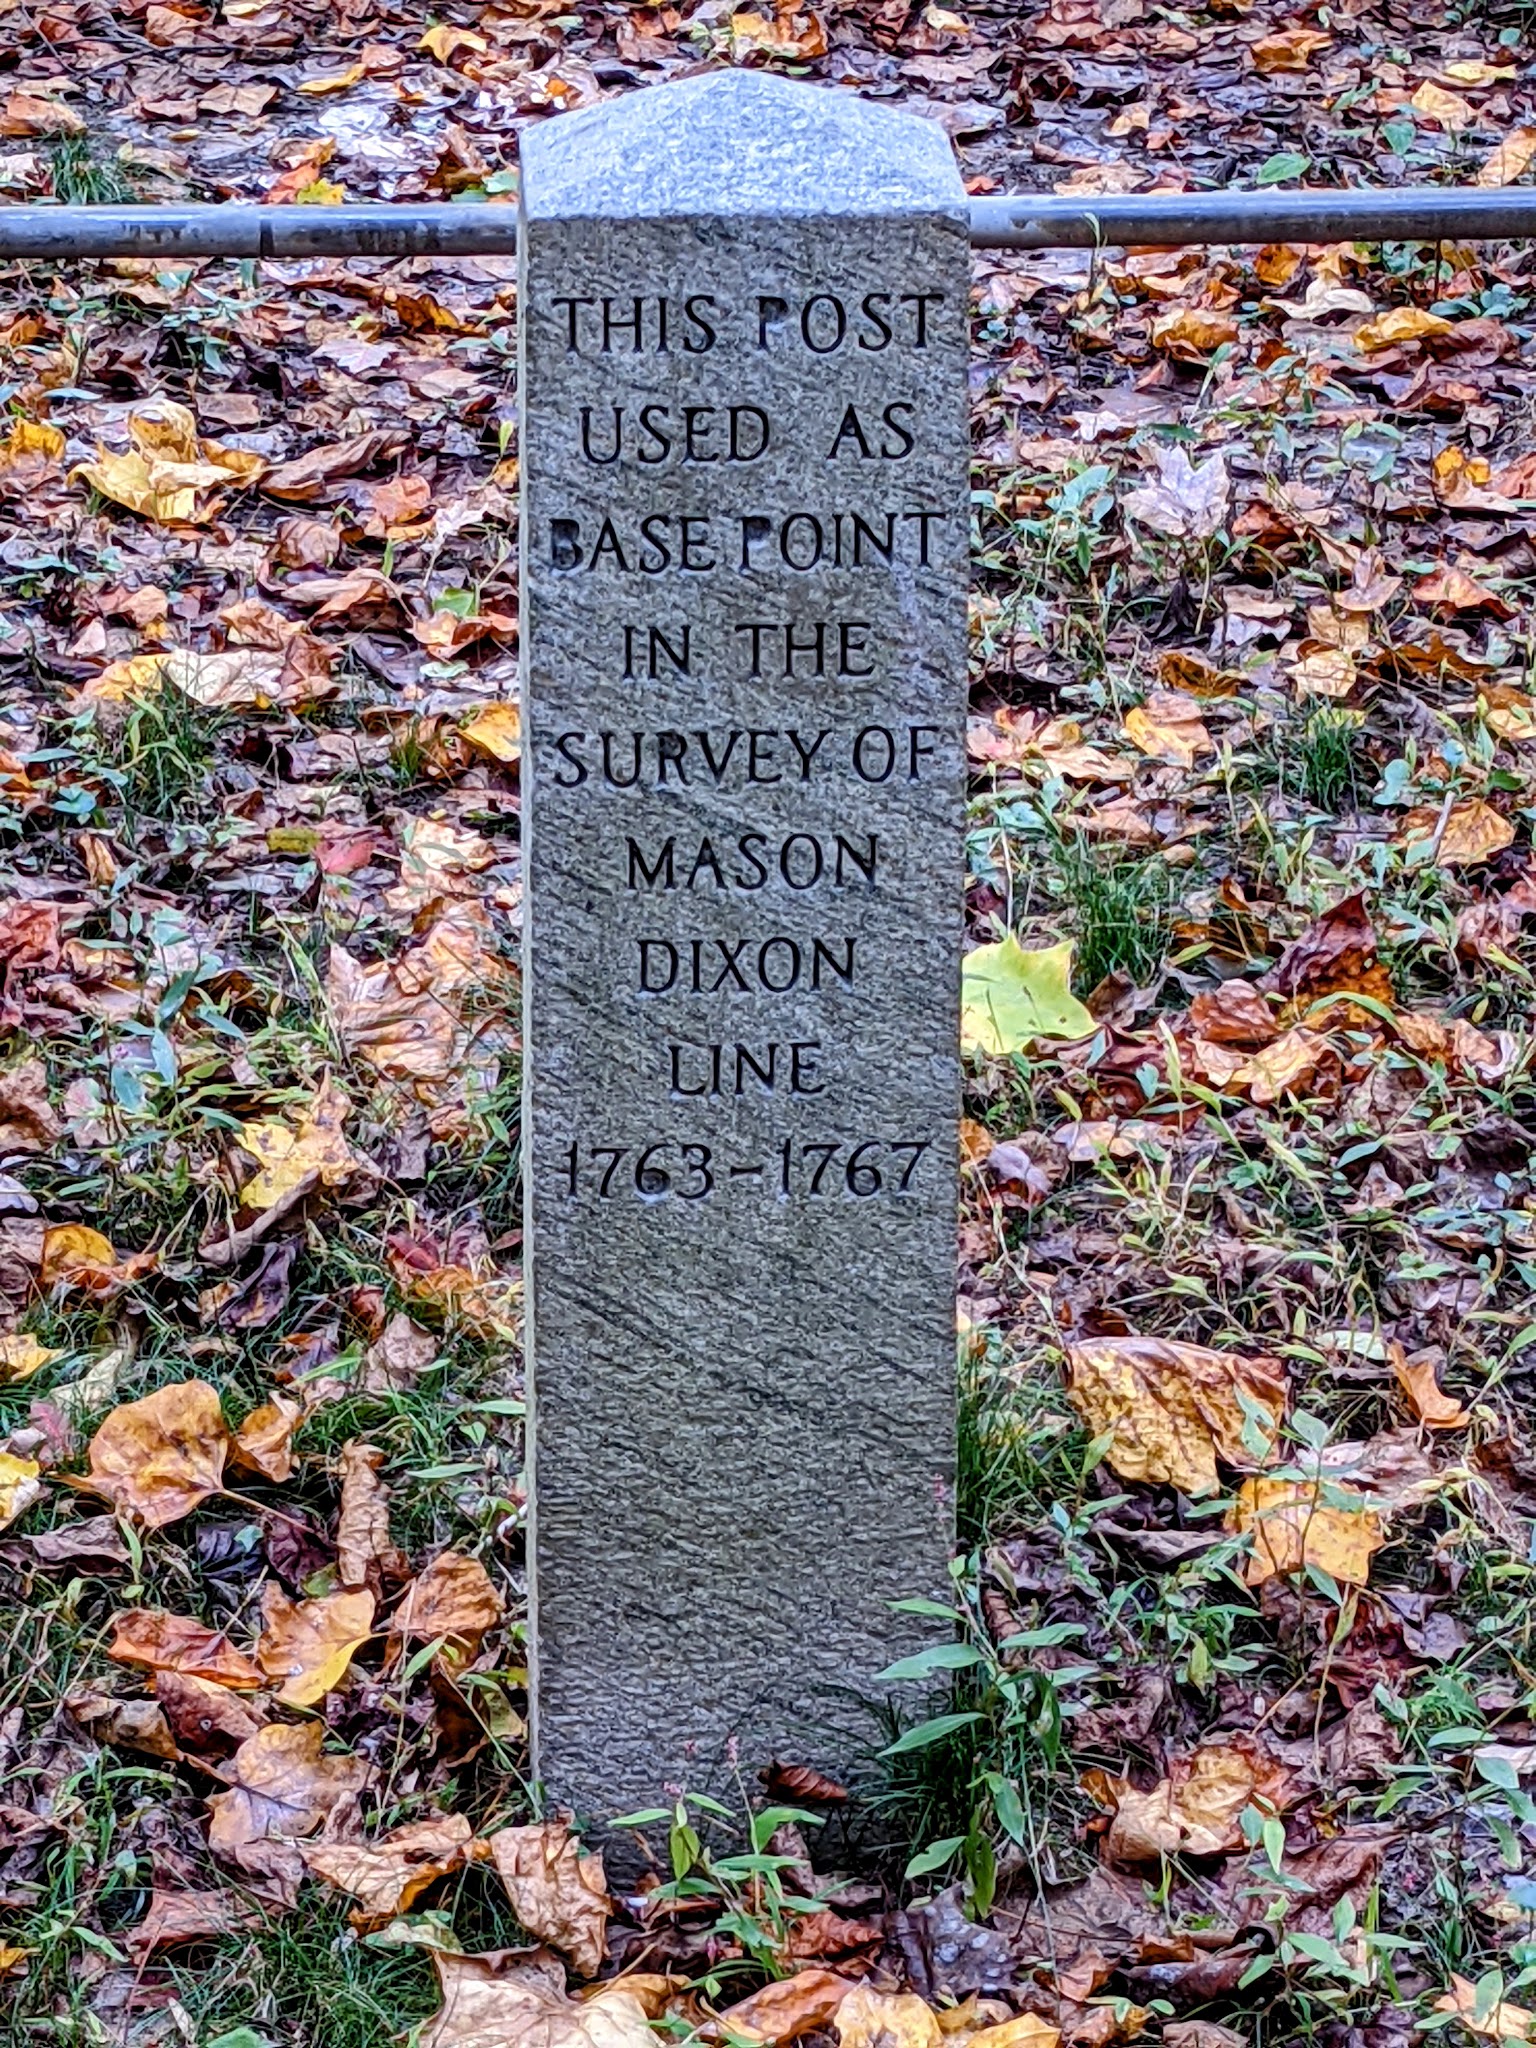 THIS POST
USED AS
BASE POINT
IN THE
SURVEY OF
MASON
DIXON
LINE
1763-1767